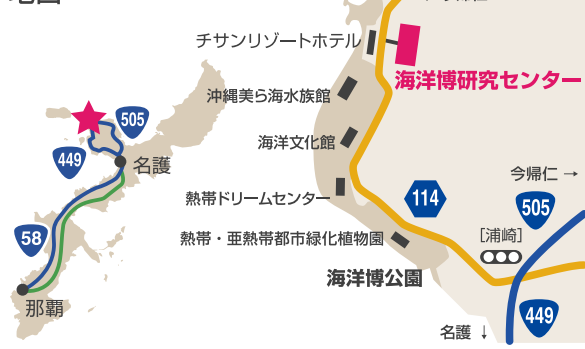 チサンリゾートホテル
海洋博研究センター
沖縄美ら海水族館
505
海洋文化館
449
名護
今帰仁 →
熱帯ドリームセンター
114
505
58
[浦崎]
熱帯・亜熱帯都市緑化植物園
海洋博公園
那覇
449
名護 ↓